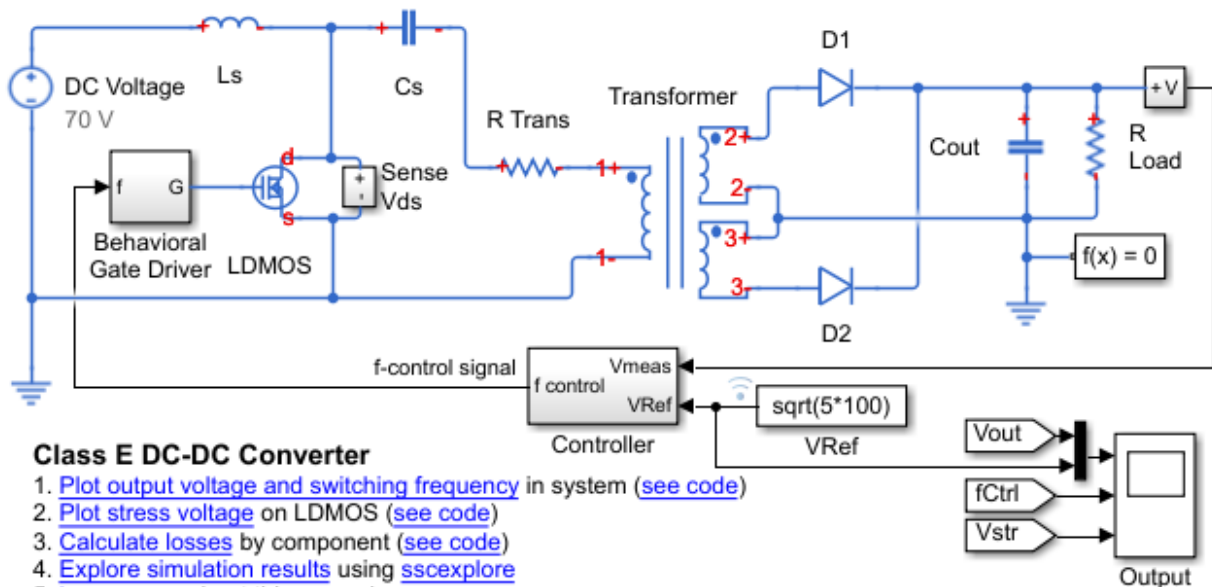 D1
DC Voltage
70 V
Ls
Cs
Transformer
R Trans
+ V
Cout
R
Load
f
G
d
s
+
-
Sense
Vds
1+
1-
2+
2-
3+
3-
Behavioral
Gate Driver
LDMOS
f(x) = 0
D2
f-control signal
f control
Vmeas
VRef
Controller
sqrt(5*100)
VRef
Vout
fCtrl
Vstr
Output
Class E DC-DC Converter
1. Plot output voltage and switching frequency in system (see code)
2. Plot stress voltage on LDMOS (see code)
3. Calculate losses by component (see code)
4. Explore simulation results using sscexplore